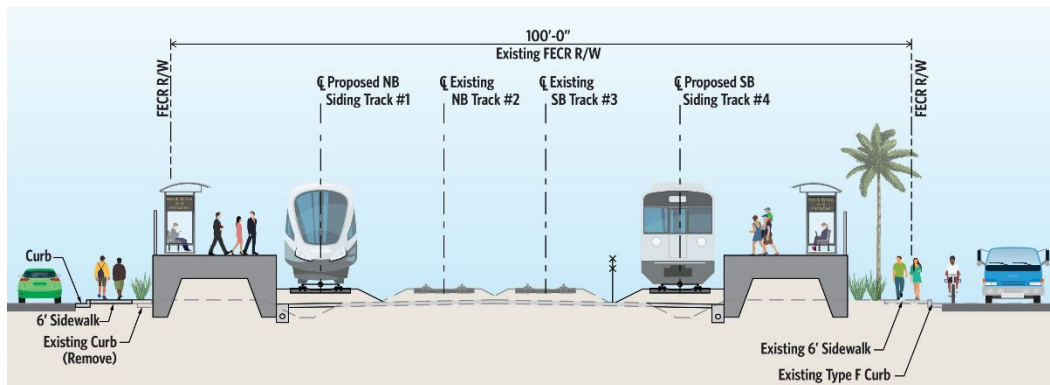 100'-0"
Existing FECR R/W
FECR R/W
FECR R/W
℄ Proposed NB
Siding Track #1
℄ Existing
NB Track #2
℄ Existing
SB Track #3
℄ Proposed SB
Siding Track #4
Curb
6' Sidewalk
Existing Curb
(Remove)
Existing 6' Sidewalk
Existing Type F Curb